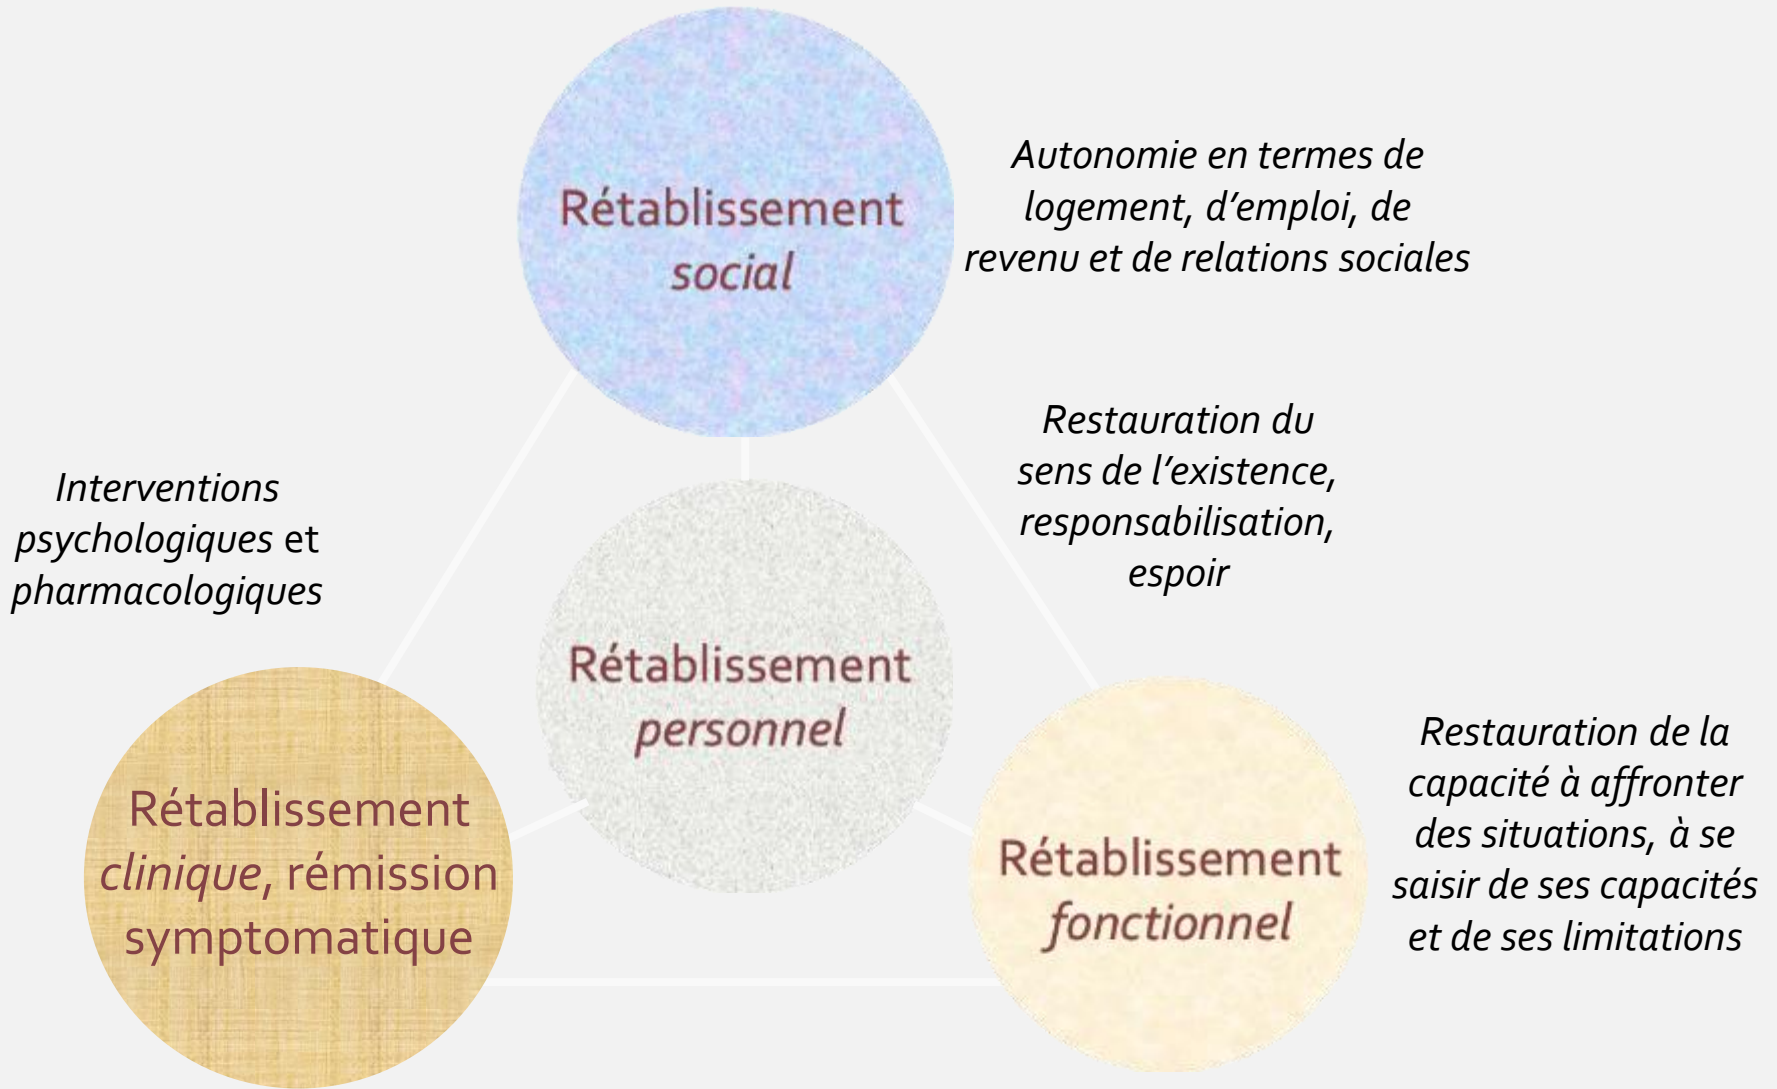 Rétablissement
social
Autonomie en termes de
logement, d’emploi, de
revenu et de relations sociales
Interventions
psychologiques et
pharmacologiques
Restauration du
sens de l’existence,
responsabilisation,
espoir
Rétablissement
personnel
Rétablissement
clinique, rémission
symptomatique
Rétablissement
fonctionnel
Restauration de la
capacité à affronter
des situations, à se
saisir de ses capacités
et de ses limitations